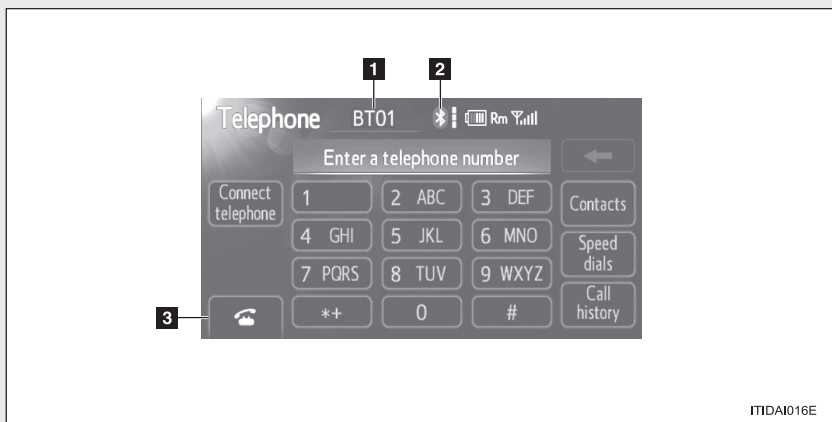 1 2
Telephone BT01 Rm
Enter a telephone number
Connect telephone
1 2 ABC 3 DEF
Contacts
4 GHI 5 JKL 6 MNO
Speed dials
7 PQRS 8 TUV 9 WXYZ
Call history
3
*+ 0 #
ITIDAI016E